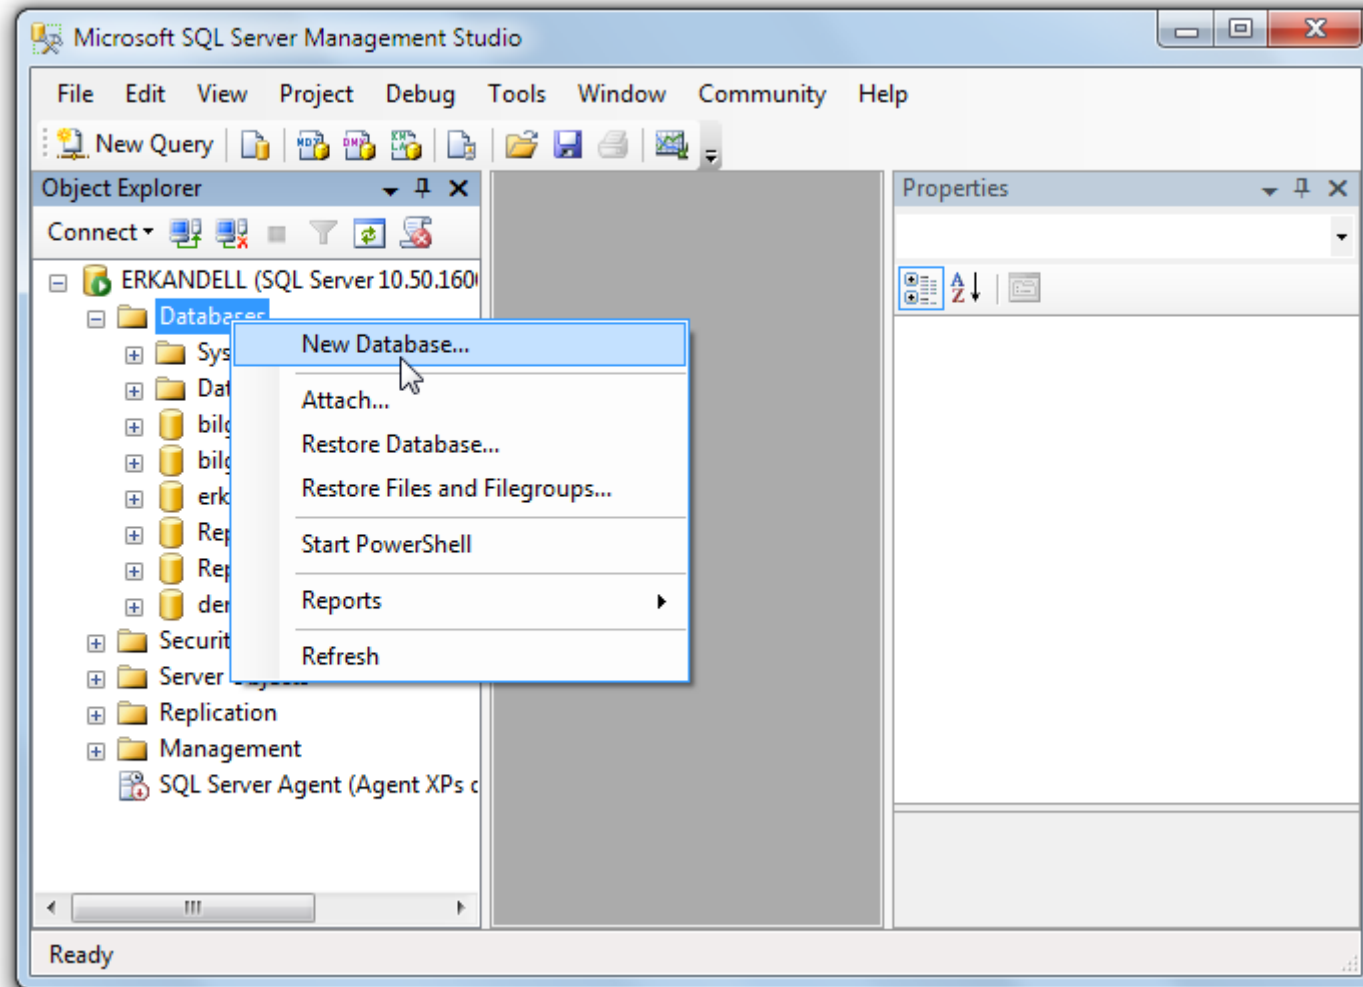 Microsoft SQL Server Management Studio
File Edit View Project Debug Tools Window Community Help
New Query
Object Explorer
Connect
ERKANDELL (SQL Server 10.50.160
Databases
New Database...
Attach...
Restore Database...
Restore Files and Filegroups...
Start PowerShell
Reports
Refresh
Replication
Management
SQL Server Agent (Agent XPs
Properties
Ready